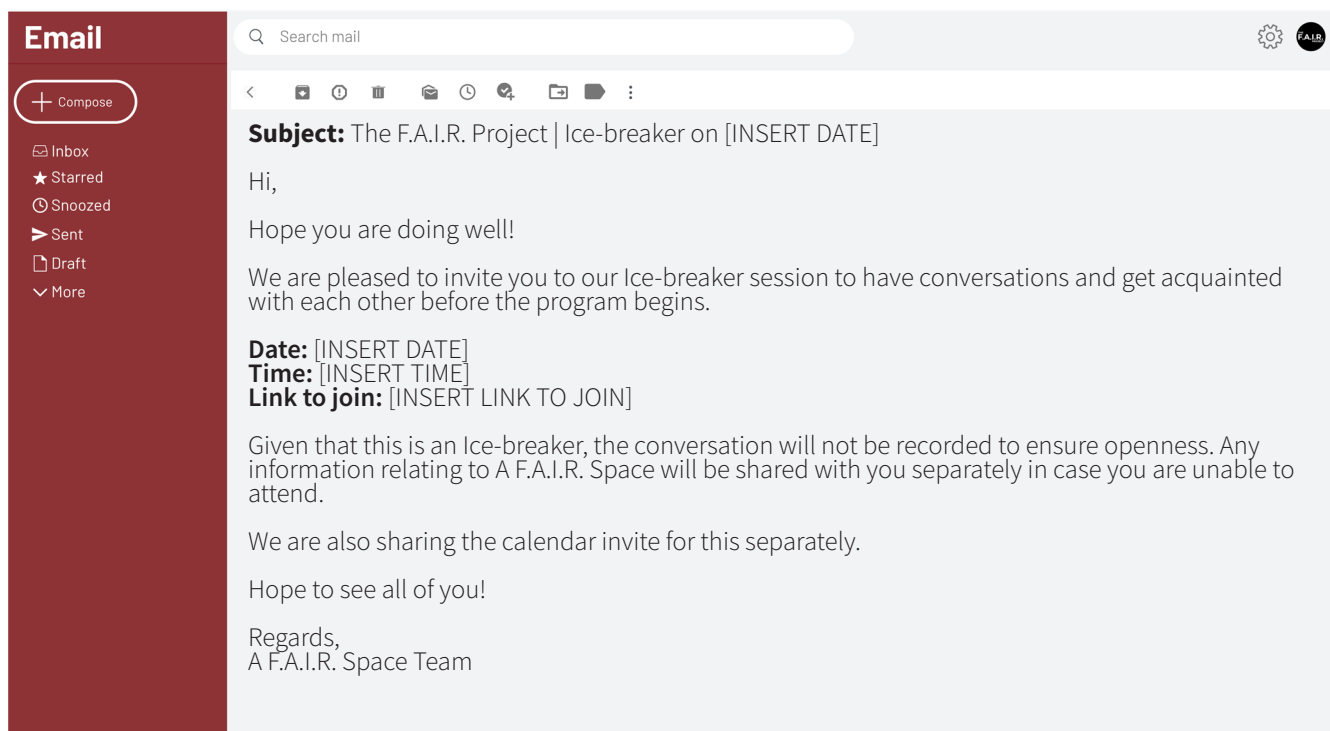 Email
Search mail
F.A.I.R.
Compose
Inbox
Starred
Snoozed
Sent
Draft
More
Subject: The F.A.I.R. Project | Ice-breaker on [INSERT DATE]
Hi,
Hope you are doing well!
We are pleased to invite you to our Ice-breaker session to have conversations and get acquainted
with each other before the program begins.
Date: [INSERT DATE]
Time: [INSERT TIME]
Link to join: [INSERT LINK TO JOIN]
Given that this is an Ice-breaker, the conversation will not be recorded to ensure openness. Any
information relating to A F.A.I.R. Space will be shared with you separately in case you are unable to
attend.
We are also sharing the calendar invite for this separately.
Hope to see all of you!
Regards,
A F.A.I.R. Space Team